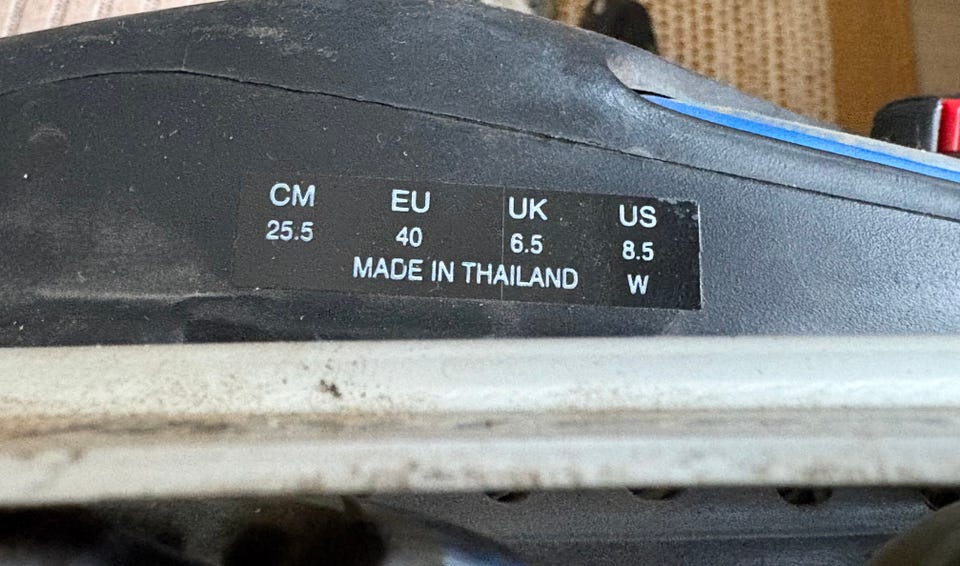 CM EU UK US
25.5 40 6.5 8.5
MADE IN THAILAND W